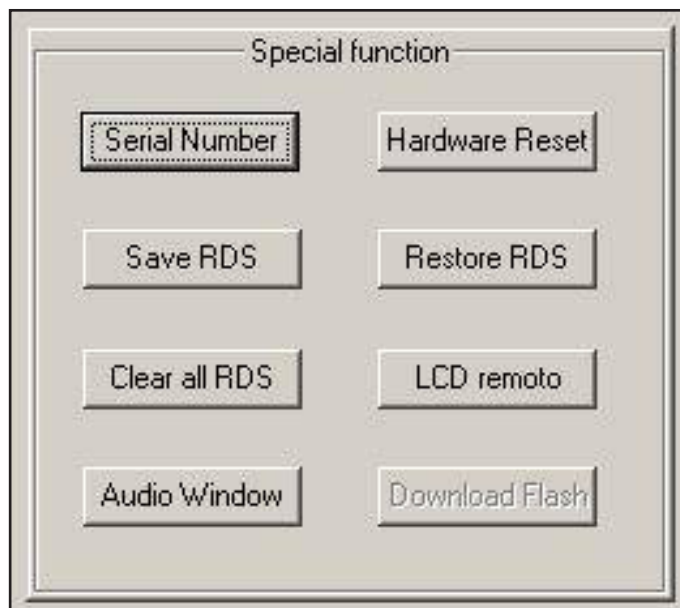 Special function
Serial Number
Hardware Reset
Save RDS
Restore RDS
Clear all RDS
LCD remoto
Audio Window
Download Flash